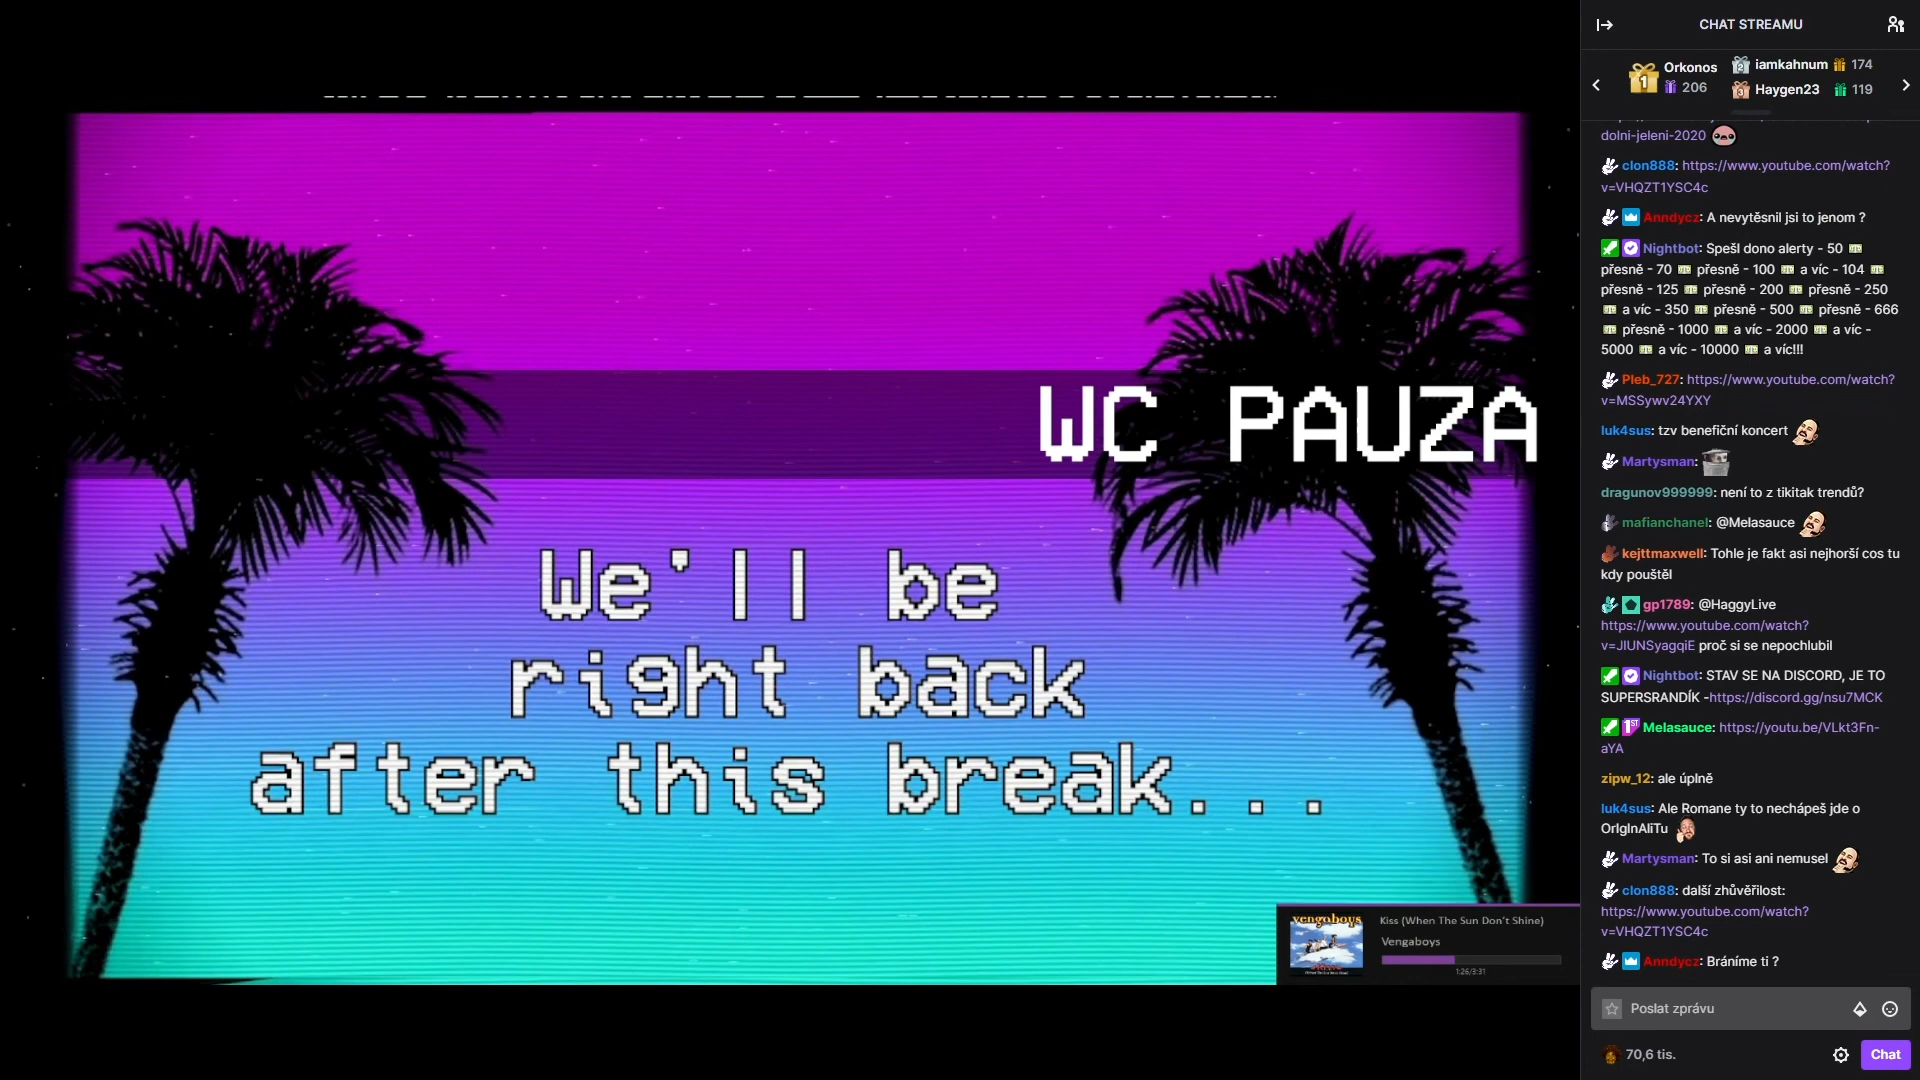 WC PAUZA
We'll be
right back
after this break...
vengaboys
Kiss (When The Sun Don't Shine)
Vengaboys
1:26/3:31
CHAT STREAMU
1 Orkonos
206
2 iamkahnum 174
3 Haygen23 119
dolni-jeleni-2020
clon888: https://www.youtube.com/watch?
v=VHQZT1YSC4c
Anndycz: A nevytěsnil jsi to jenom ?
Nightbot: Spešl dono alerty - 50
přesně - 70 přesně - 100 a víc - 104
přesně - 125 přesně - 200 přesně - 250
a víc - 350 přesně - 500 přesně - 666
přesně - 1000 a víc - 2000 a víc -
5000 a víc - 10000 a víc!!!
Pleb_727: https://www.youtube.com/watch?
v=MSSywv24YXY
luk4sus: tzv benefiční koncert
Martysman:
dragunov999999: není to z tikitak trendů?
mafianchanel: @Melasauce
kejttmaxwell: Tohle je fakt asi nejhorší cos tu
kdy pouštěl
gp1789: @HaggyLive
https://www.youtube.com/watch?
v=JlUNSyagqiE proč si se nepochlubil
Nightbot: STAV SE NA DISCORD, JE TO
SUPERSRANDÍK -https://discord.gg/nsu7MCK
1ST Melasauce: https://youtu.be/VLkt3Fn-
aYA
zipw_12: ale úplně
luk4sus: Ale Romane ty to nechápeš jde o
OrIgInAliTu
Martysman: To si asi ani nemusel
clon888: další zhůvěřilost:
https://www.youtube.com/watch?
v=VHQZT1YSC4c
Anndycz: Bráníme ti ?
Poslat zprávu
70,6 tis.
Chat